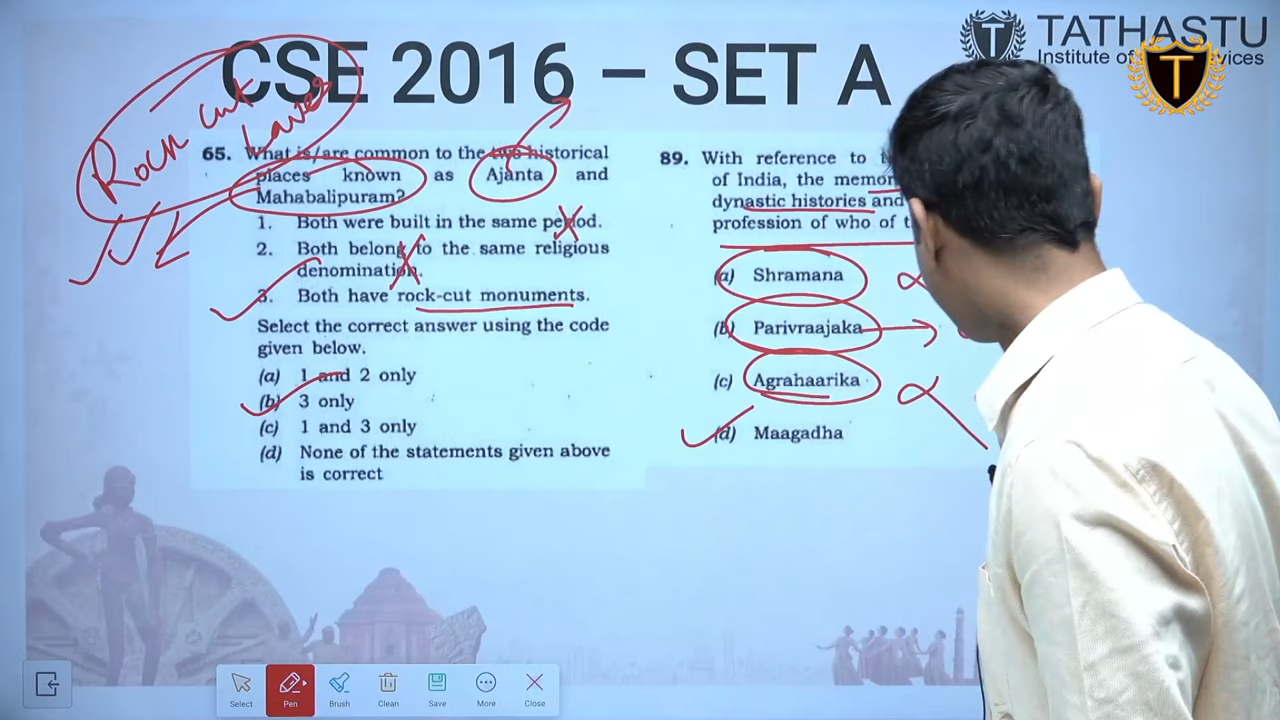 CSE 2016 – SET A
TATHASTU
Institute of
vices
T
T
Rock cut
caves
65. What is/are common to the two historical
places known as Ajanta and
Mahabalipuram?
1. Both were built in the same period.
2. Both belong to the same religious
denomination.
3. Both have rock-cut monuments.
Select the correct answer using the code
given below.
(a) 1 and 2 only
(b) 3 only
(c) 1 and 3 only
(d) None of the statements given above
is correct
89. With reference to
of India, the
dynastic histories and
profession of who of
(a) Shramana
(b) Parivraajaka
(c) Agrahaarika
(d) Maagadha
Select
Pen
Brush
Clean
Save
More
Close